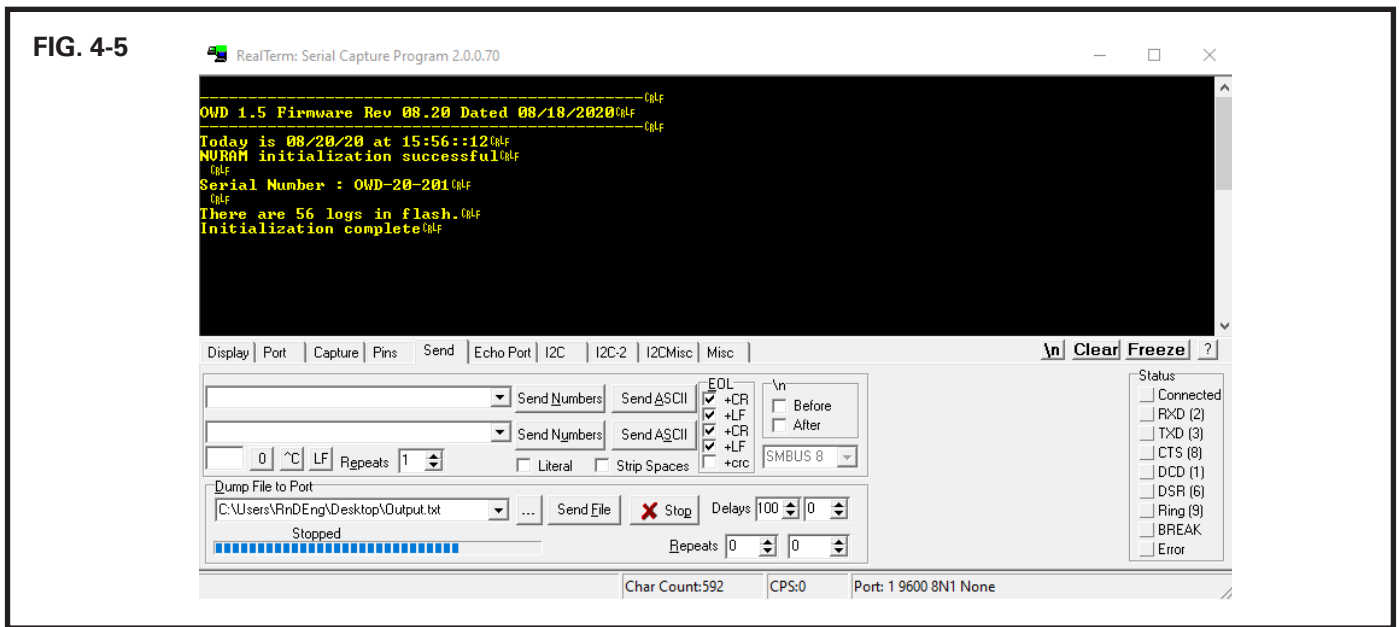 FIG. 4-5
RealTerm: Serial Capture Program 2.0.0.70
----------------------------------------------CRLF
OWD 1.5 Firmware Rev 08.20 Dated 08/18/2020CRLF
----------------------------------------------CRLF
Today is 08/20/20 at 15:56::12CRLF
NVRAM initialization successfulCRLF
CRLF
Serial Number : OWD-20-201CRLF
CRLF
There are 56 logs in flash.CRLF
Initialization completeCRLF
Display Port Capture Pins Send Echo Port I2C I2C-2 I2CMisc Misc \n Clear Freeze ?
Send Numbers Send ASCII
Send Numbers Send ASCII
0 ^C LF Repeats 1
Literal Strip Spaces
EOL
+CR
+LF
+CR
+LF
+crc
\n
Before
After
SMBUS 8
Dump File to Port
C:\Users\RnDEng\Desktop\Output.txt ... Send File Stop Delays 100 0
Stopped
Repeats 0 0
Status
Connected
RXD (2)
TXD (3)
CTS (8)
DCD (1)
DSR (6)
Ring (9)
BREAK
Error
Char Count:592 CPS:0 Port: 1 9600 8N1 None